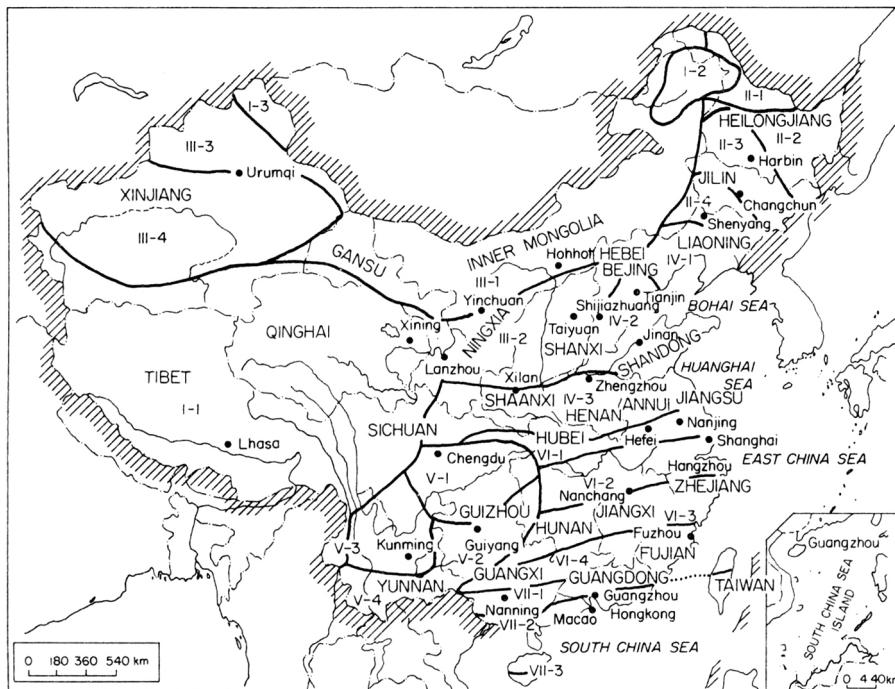 I-2
II-1
I-3
HEILONGJIANG
II-3
II-2
III-3
Harbin
Urumqi
JILIN
XINJIANG
II-4
Changchun
Shenyang
III-4
INNER MONGOLIA
LIAONING
GANSU
Hohhot
HEBEI
IV-1
BEJING
III-1
Tianjin
Yinchuan
Shijiazhuang
BOHAI SEA
NINGXIA
Taiyuan
IV-2
Xining
QINGHAI
III-2
SHANXI
Jinan
Lanzhou
SHANDONG
HUANGHAI
SEA
TIBET
Xilan
Zhengzhou
I-1
SHAANXI
IV-3
ANNUI
JIANGSU
HENAN
SICHUAN
HUBEI
Nanjing
Lhasa
Hefei
Shanghai
Chengdu
VI-1
EAST CHINA SEA
V-1
VI-2
Hangzhou
Nanchang
ZHEJIANG
GUIZHOU
JIANGXI
HUNAN
VI-3
V-3
Kunming
Guiyang
Fuzhou
V-2
VI-4
FUJIAN
YUNNAN
GUANGXI
GUANGDONG
TAIWAN
V-4
VII-1
Guangzhou
Nanning
Macao
Hongkong
VII-2
SOUTH CHINA SEA
VII-3
0 180 360 540 km
Guangzhou
SOUTH CHINA SEA
ISLAND
0 440km